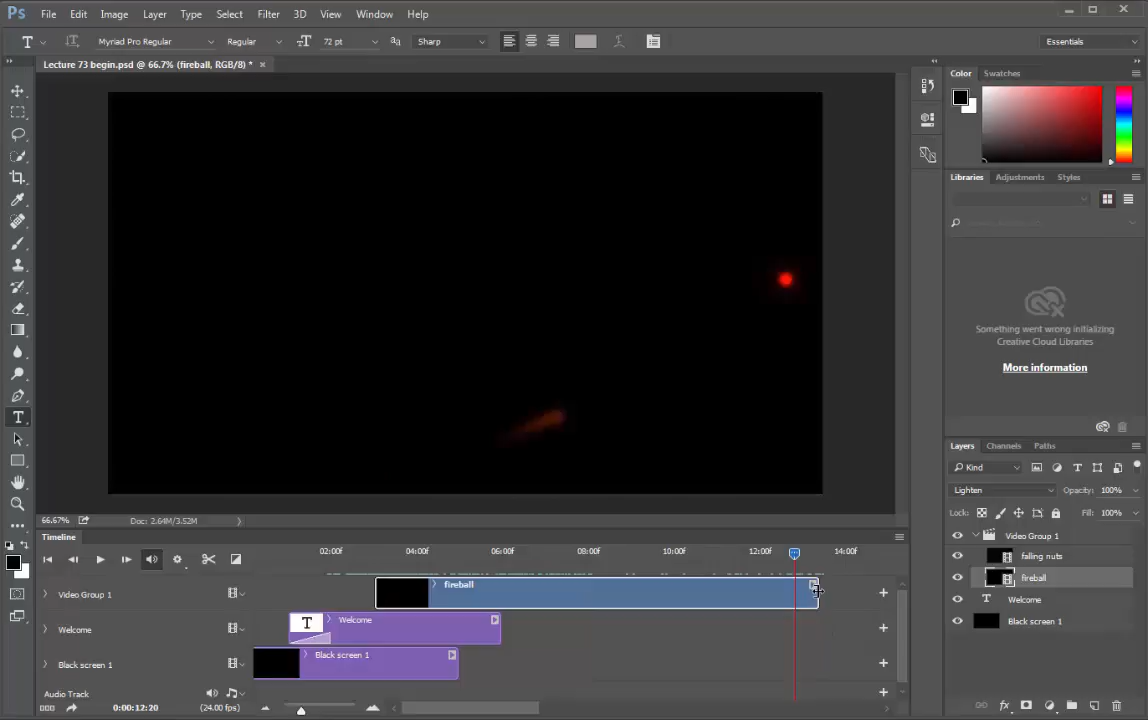 Ps File Edit Image Layer Type Select Filter 3D View Window Help
T Myriad Pro Regular Regular 72 pt aa Sharp Essentials
Lecture 73 begin.psd @ 66.7% (fireball, RGB/8) *
Color Swatches
Libraries Adjustments Styles
Something went wrong initializing
Creative Cloud Libraries
More information
Layers Channels Paths
Kind
Lighten Opacity: 100%
Lock: Fill: 100%
Video Group 1
falling nuts
fireball
Welcome
Black screen 1
66.67% Doc: 2.64M/3.52M
Timeline
02:00f 04:00f 06:00f 08:00f 10:00f 12:00f 14:00f
Video Group 1 fireball
Welcome T Welcome
Black screen 1 Black screen 1
Audio Track
0:00:12:20 (24.00 fps)